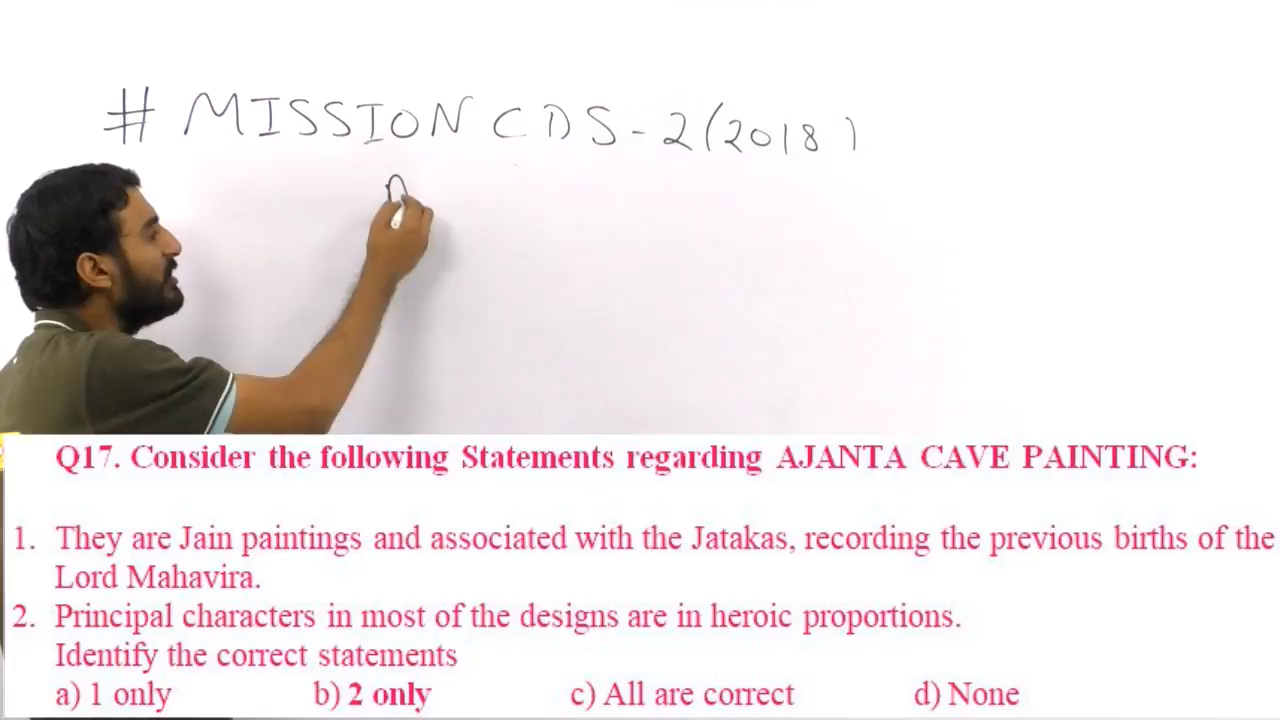 # MISSION CDS-2(2018)
Q17. Consider the following Statements regarding AJANTA CAVE PAINTING:
1. They are Jain paintings and associated with the Jatakas, recording the previous births of the
Lord Mahavira.
2. Principal characters in most of the designs are in heroic proportions.
Identify the correct statements
a) 1 only b) 2 only c) All are correct d) None